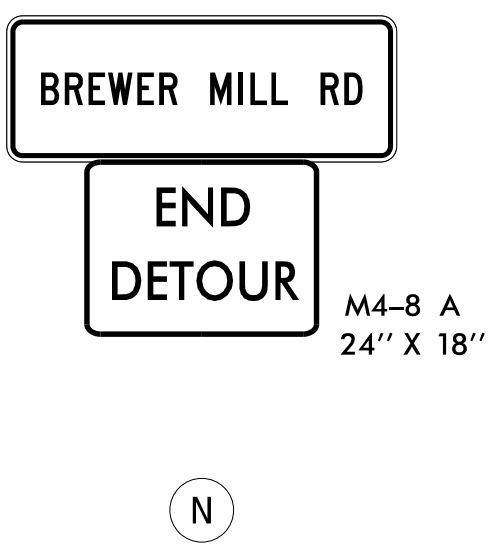 BREWER MILL RD
END
DETOUR
M4–8 A
24'' X 18''
N